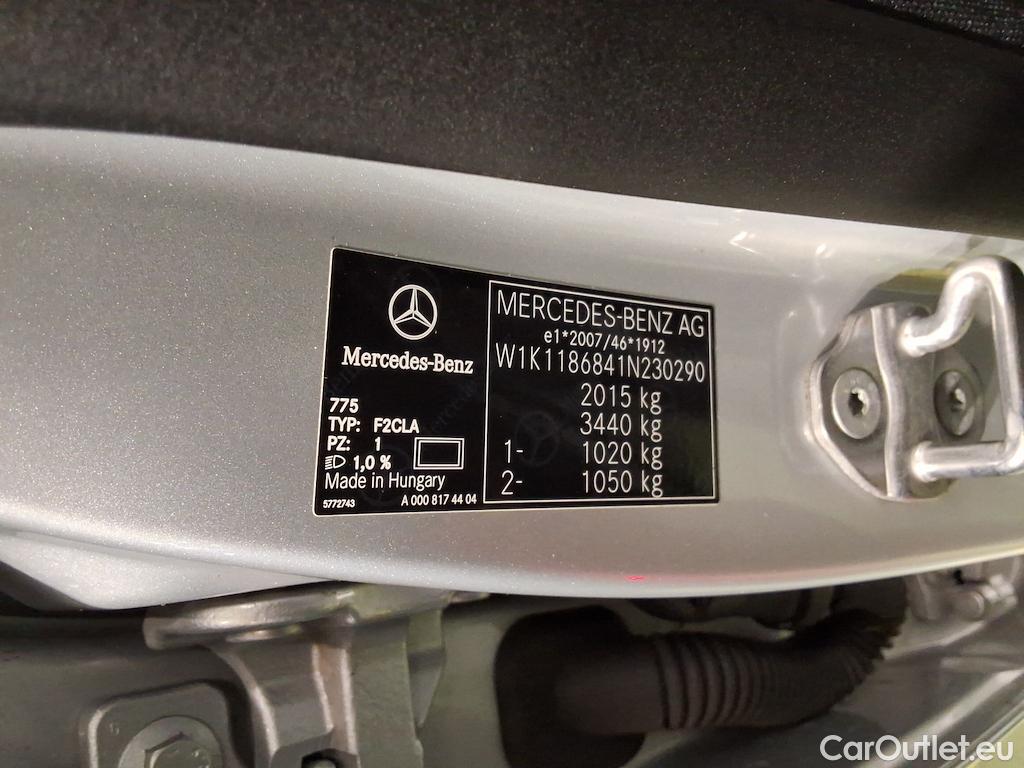 Mercedes-Benz
775
TYP: F2CLA
PZ: 1
1,0 %
Made in Hungary
5772743 A 000 817 44 04
MERCEDES-BENZ AG
e1*2007/46*1912
W1K1186841N230290
2015 kg
3440 kg
1- 1020 kg
2- 1050 kg
CarOutlet.eu